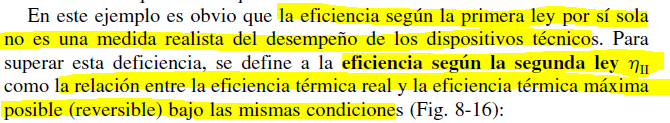 En este ejemplo es obvio que la eficiencia según la primera ley por sí sola
no es una medida realista del desempeño de los dispositivos técnicos. Para
superar esta deficiencia, se define a la eficiencia según la segunda ley η_II
como la relación entre la eficiencia térmica real y la eficiencia térmica máxima
posible (reversible) bajo las mismas condiciones (Fig. 8-16):